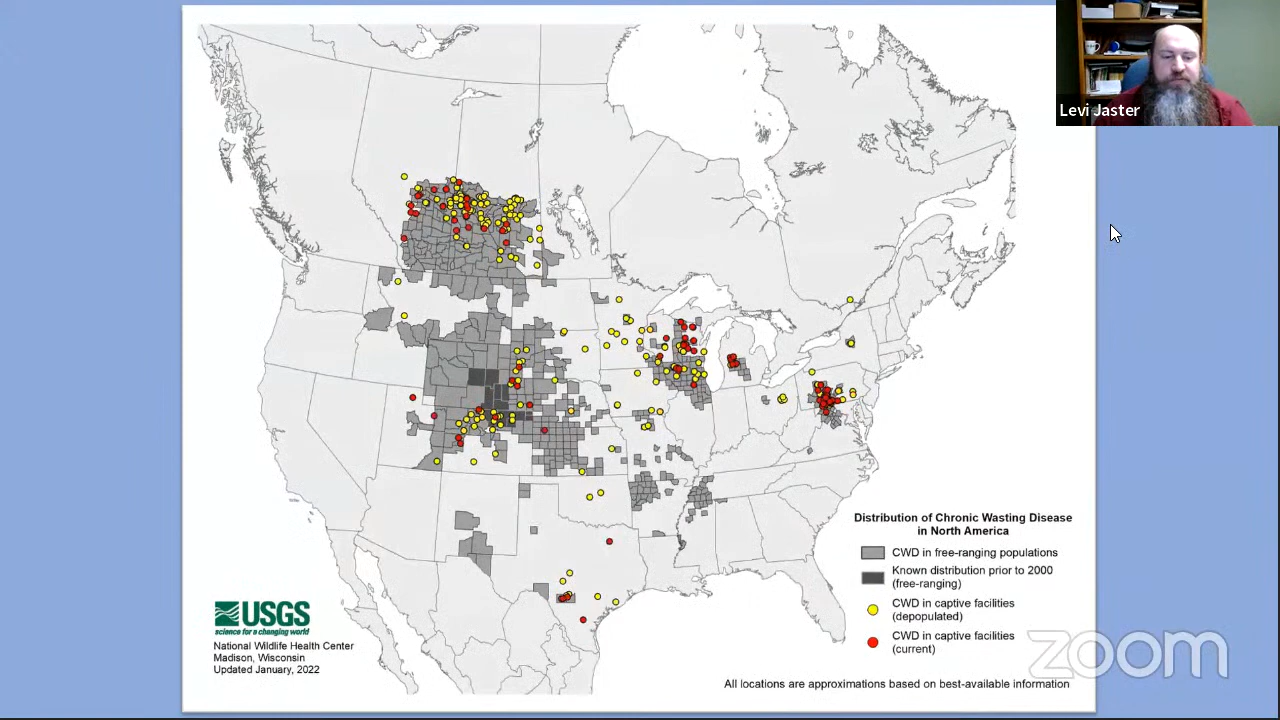 Levi Jaster
Distribution of Chronic Wasting Disease
in North America
CWD in free-ranging populations
Known distribution prior to 2000
(free-ranging)
CWD in captive facilities
(depopulated)
CWD in captive facilities
(current)
USGS
science for a changing world
National Wildlife Health Center
Madison, Wisconsin
Updated January, 2022
All locations are approximations based on best-available information
zoom